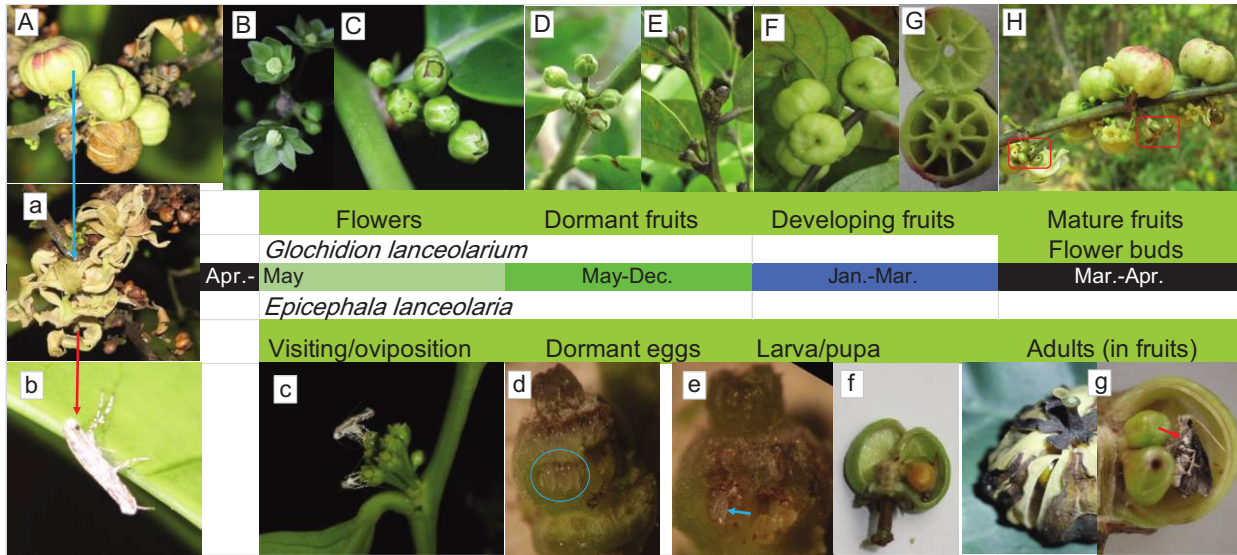 A
B
C
D
E
F
G
H
a
Flowers
Dormant fruits
Developing fruits
Mature fruits
Glochidion lanceolarium
Flower buds
Apr.-
May
May-Dec.
Jan.-Mar.
Mar.-Apr.
Epicephala lanceolaria
Visiting/oviposition
Dormant eggs
Larva/pupa
Adults (in fruits)
b
c
d
e
f
g